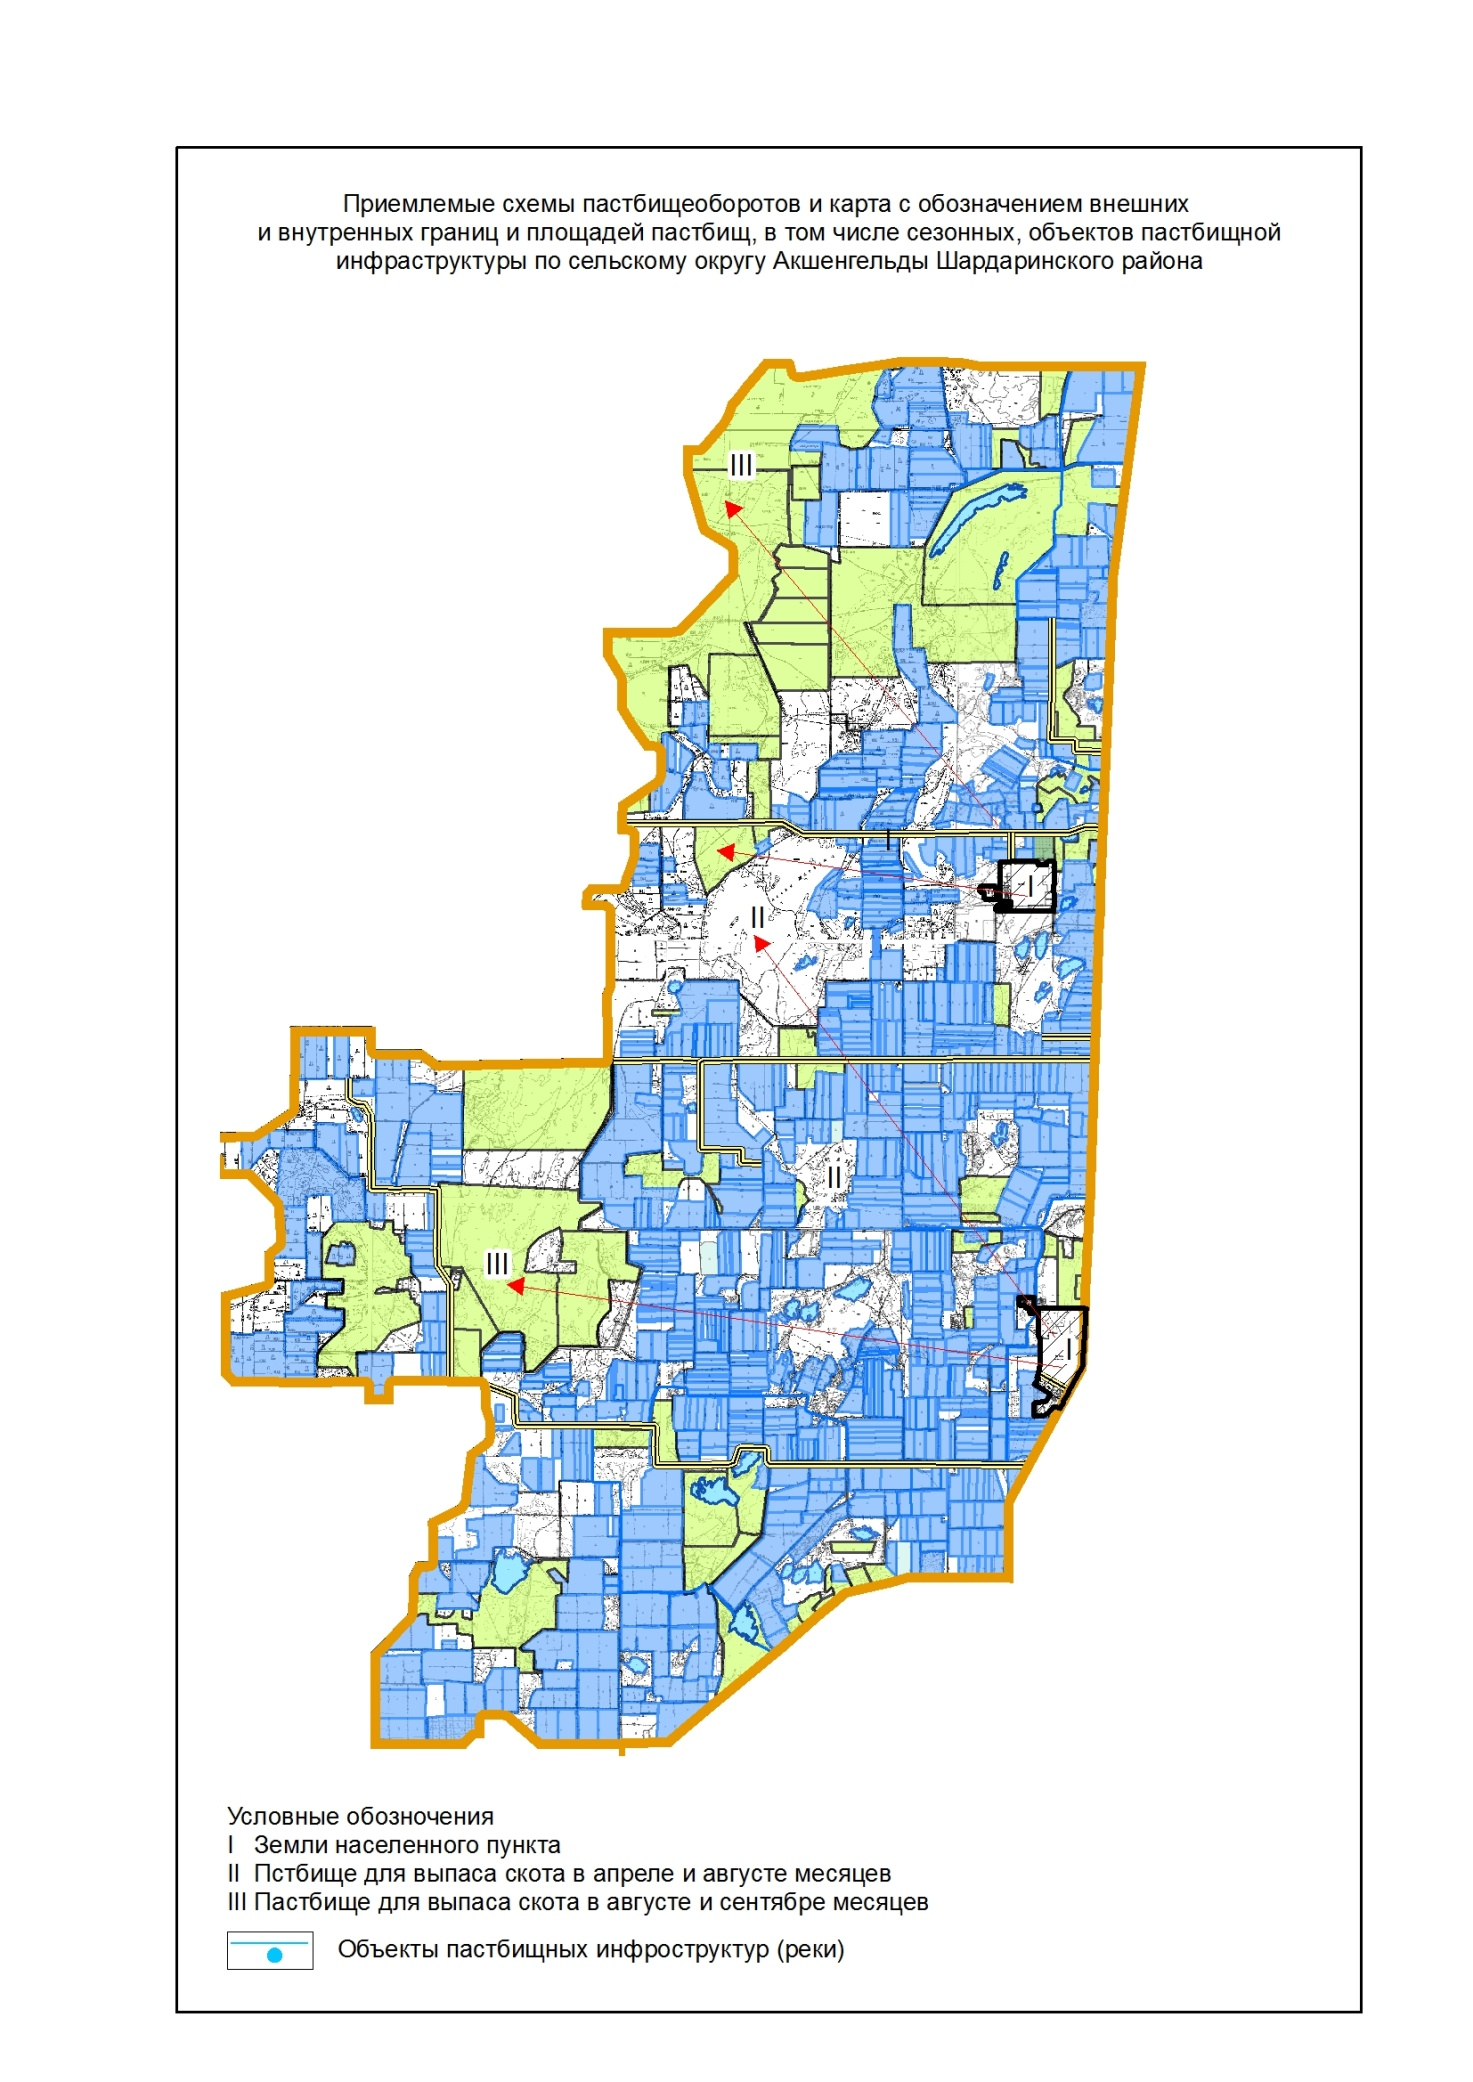 Приемлемые схемы пастбищеоборотов и карта с обозначением внешних
и внутренных границ и площадей пастбищ, в том числе сезонных, объектов пастбищной
инфраструктуры по сельскому округу Акшенгельды Шардаринского района
III
I
I
II
II
III
I
Условные обозночения
I Земли населенного пункта
II Пстбище для выпаса скота в апреле и августе месяцев
III Пастбище для выпаса скота в августе и сентябре месяцев
Объекты пастбищных инфроструктур (реки)